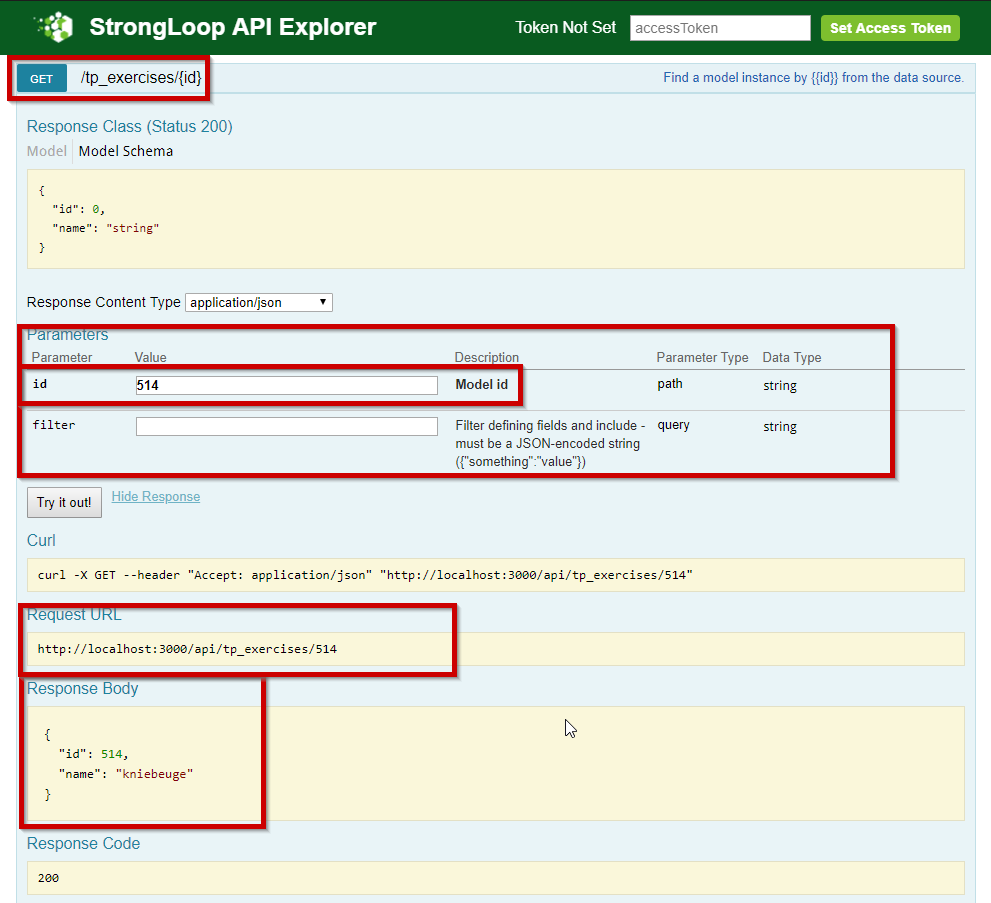 StrongLoop API Explorer Token Not Set accessToken Set Access Token
GET /tp_exercises/{id} Find a model instance by {{id}} from the data source.
Response Class (Status 200)
Model Model Schema
{
"id": 0,
"name": "string"
}
Response Content Type application/json
Parameters
Parameter Value Description Parameter Type Data Type
id 514 Model id path string
filter Filter defining fields and include - query string
must be a JSON-encoded string
({"something":"value"})
Try it out! Hide Response
Curl
curl -X GET --header "Accept: application/json" "http://localhost:3000/api/tp_exercises/514"
Request URL
http://localhost:3000/api/tp_exercises/514
Response Body
{
"id": 514,
"name": "kniebeuge"
}
Response Code
200